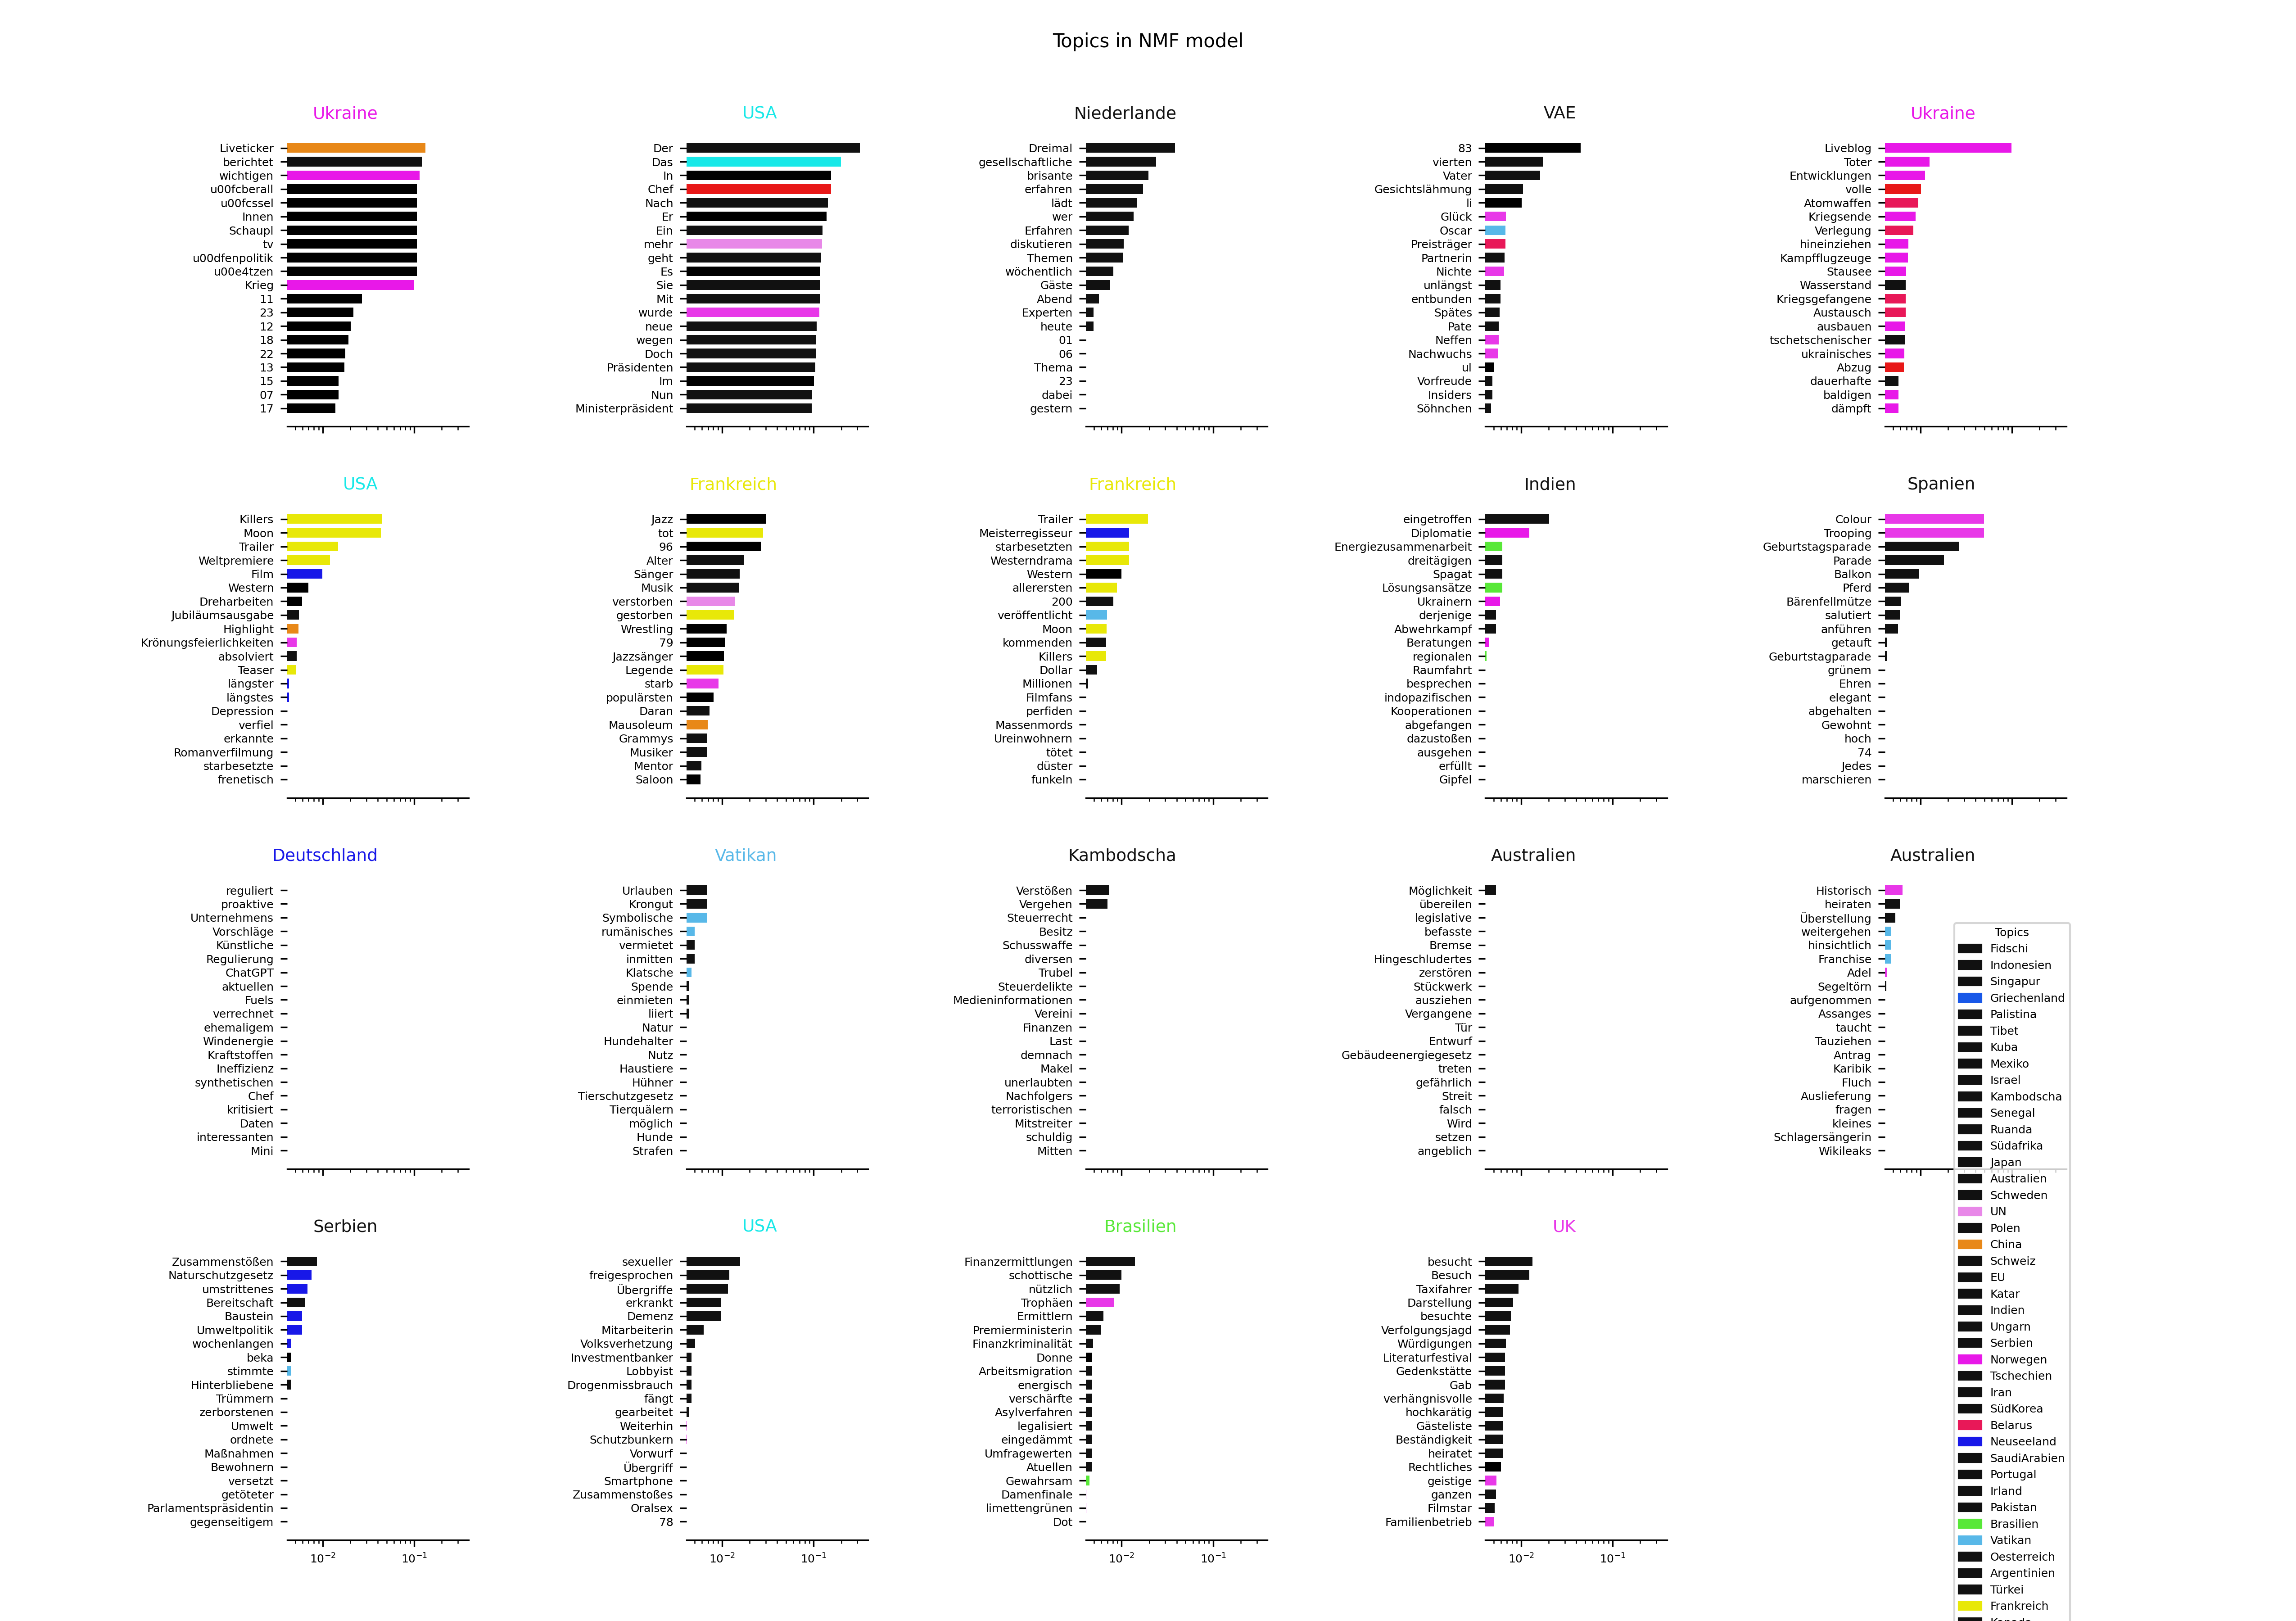 Topics in NMF model
Ukraine
Liveticker
berichtet
wichtigen
u00fcberall
u00fcssel
Innen
Schaupl
tv
u00dfenpolitik
u00e4tzen
Krieg
11
23
12
18
22
13
15
07
17
USA
Der
Das
In
Chef
Nach
Er
Ein
mehr
geht
Es
Sie
Mit
wurde
neue
wegen
Doch
Präsidenten
Im
Nun
Ministerpräsident
Niederlande
Dreimal
gesellschaftliche
brisante
erfahren
lädt
wer
Erfahren
diskutieren
Themen
wöchentlich
Gäste
Abend
Experten
heute
01
06
Thema
23
dabei
gestern
VAE
83
vierten
Vater
Gesichtslähmung
li
Glück
Oscar
Preisträger
Partnerin
Nichte
unlängst
entbunden
Spätes
Pate
Neffen
Nachwuchs
ul
Vorfreude
Insiders
Söhnchen
Ukraine
Liveblog
Toter
Entwicklungen
volle
Atomwaffen
Kriegsende
Verlegung
hineinziehen
Kampfflugzeuge
Stausee
Wasserstand
Kriegsgefangene
Austausch
ausbauen
tschetschenischer
ukrainisches
Abzug
dauerhafte
baldigen
dämpft
USA
Killers
Moon
Trailer
Weltpremiere
Film
Western
Dreharbeiten
Jubiläumsausgabe
Highlight
Krönungsfeierlichkeiten
absolviert
Teaser
längster
längstes
Depression
verfiel
erkannte
Romanverfilmung
starbesetzte
frenetisch
Frankreich
Jazz
tot
96
Alter
Sänger
Musik
verstorben
gestorben
Wrestling
79
Jazzsänger
Legende
starb
populärsten
Daran
Mausoleum
Grammys
Musiker
Mentor
Saloon
Frankreich
Trailer
Meisterregisseur
starbesetzten
Westerndrama
Western
allerersten
200
veröffentlicht
Moon
kommenden
Killers
Dollar
Millionen
Filmfans
perfiden
Massenmords
Ureinwohnern
tötet
düster
funkeln
Indien
eingetroffen
Diplomatie
Energiezusammenarbeit
dreitägigen
Spagat
Lösungsansätze
Ukrainern
derjenige
Abwehrkampf
Beratungen
regionalen
Raumfahrt
besprechen
indopazifischen
Kooperationen
abgefangen
dazustoßen
ausgehen
erfüllt
Gipfel
Spanien
Colour
Trooping
Geburtstagsparade
Parade
Balkon
Pferd
Bärenfellmütze
salutiert
anführen
getauft
Geburtstagparade
grünem
Ehren
elegant
abgehalten
Gewohnt
hoch
74
Jedes
marschieren
Deutschland
reguliert
proaktive
Unternehmens
Vorschläge
Künstliche
Regulierung
ChatGPT
aktuellen
Fuels
verrechnet
ehemaligem
Windenergie
Kraftstoffen
Ineffizienz
synthetischen
Chef
kritisiert
Daten
interessanten
Mini
Vatikan
Urlauben
Krongut
Symbolische
rumänisches
vermietet
inmitten
Klatsche
Spende
einmieten
liiert
Natur
Hundehalter
Nutz
Haustiere
Hühner
Tierschutzgesetz
Tierquälern
möglich
Hunde
Strafen
Kambodscha
Verstößen
Vergehen
Steuerrecht
Besitz
Schusswaffe
diversen
Trubel
Steuerdelikte
Medieninformationen
Vereini
Finanzen
Last
demnach
Makel
unerlaubten
Nachfolgers
terroristischen
Mitstreiter
schuldig
Mitten
Australien
Möglichkeit
übereilen
legislative
befasste
Bremse
Hingeschludertes
zerstören
Stückwerk
ausziehen
Vergangene
Tür
Entwurf
Gebäudeenergiegesetz
treten
gefährlich
Streit
falsch
Wird
setzen
angeblich
Australien
Historisch
heiraten
Überstellung
weitergehen
hinsichtlich
Franchise
Adel
Segeltörn
aufgenommen
Assanges
taucht
Tauziehen
Antrag
Karibik
Fluch
Auslieferung
fragen
kleines
Schlagersängerin
Wikileaks
Serbien
Zusammenstößen
Naturschutzgesetz
umstrittenes
Bereitschaft
Baustein
Umweltpolitik
wochenlangen
beka
stimmte
Hinterbliebene
Trümmern
zerborstenen
Umwelt
ordnete
Maßnahmen
Bewohnern
versetzt
getöteter
Parlamentspräsidentin
gegenseitigem
10⁻² 10⁻¹
USA
sexueller
freigesprochen
Übergriffe
erkrankt
Demenz
Mitarbeiterin
Volksverhetzung
Investmentbanker
Lobbyist
Drogenmissbrauch
fängt
gearbeitet
Weiterhin
Schutzbunkern
Vorwurf
Übergriff
Smartphone
Zusammenstoßes
Oralsex
78
10⁻² 10⁻¹
Brasilien
Finanzermittlungen
schottische
nützlich
Trophäen
Ermittlern
Premierministerin
Finanzkriminalität
Donne
Arbeitsmigration
energisch
verschärfte
Asylverfahren
legalisiert
eingedämmt
Umfragewerten
Atuellen
Gewahrsam
Damenfinale
limettengrünen
Dot
10⁻² 10⁻¹
UK
besucht
Besuch
Taxifahrer
Darstellung
besuchte
Verfolgungsjagd
Würdigungen
Literaturfestival
Gedenkstätte
Gab
verhängnisvolle
hochkarätig
Gästeliste
Beständigkeit
heiratet
Rechtliches
geistige
ganzen
Filmstar
Familienbetrieb
10⁻² 10⁻¹
Topics
Fidschi
Indonesien
Singapur
Griechenland
Palistina
Tibet
Kuba
Mexiko
Israel
Kambodscha
Senegal
Ruanda
Südafrika
Japan
Australien
Schweden
UN
Polen
China
Schweiz
EU
Katar
Indien
Ungarn
Serbien
Norwegen
Tschechien
Iran
SüdKorea
Belarus
Neuseeland
SaudiArabien
Portugal
Irland
Pakistan
Brasilien
Vatikan
Oesterreich
Argentinien
Türkei
Frankreich